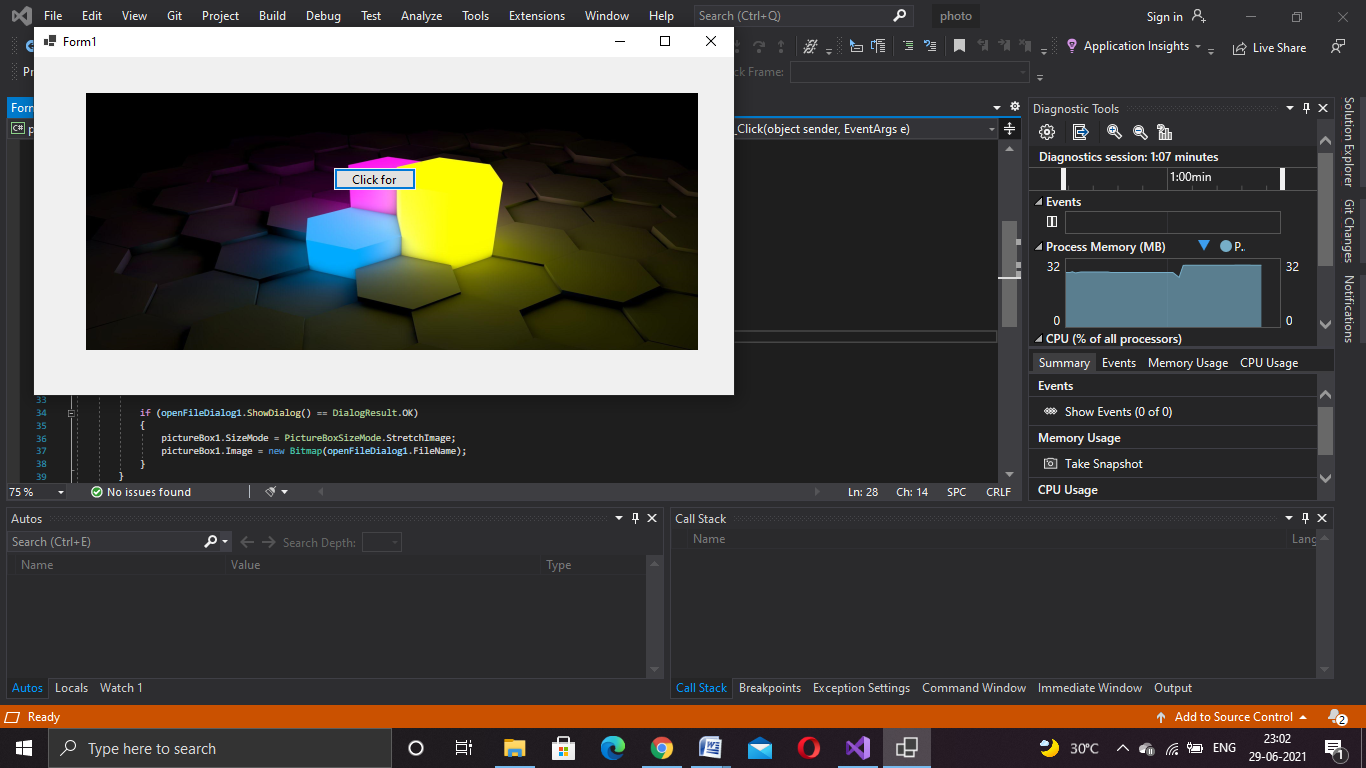 File Edit View Git Project Build Debug Test Analyze Tools Extensions Window Help Search (Ctrl+Q) photo Sign in
Form1
Application Insights Live Share
Frame:
_Click(object sender, EventArgs e)
Click for
33
34 if (openFileDialog1.ShowDialog() == DialogResult.OK)
35 {
36 pictureBox1.SizeMode = PictureBoxSizeMode.StretchImage;
37 pictureBox1.Image = new Bitmap(openFileDialog1.FileName);
38 }
39 }
75 % No issues found Ln: 28 Ch: 14 SPC CRLF
Diagnostic Tools
Diagnostics session: 1:07 minutes
1:00min
Events
Process Memory (MB) P..
32 32
0 0
CPU (% of all processors)
Summary Events Memory Usage CPU Usage
Events
Show Events (0 of 0)
Memory Usage
Take Snapshot
CPU Usage
Solution Explorer
Git Changes
Notifications
Autos
Search (Ctrl+E) Search Depth:
Name Value Type
Autos Locals Watch 1
Call Stack
Name Lang
Call Stack Breakpoints Exception Settings Command Window Immediate Window Output
Ready Add to Source Control 2
Type here to search 30°C ENG 23:02
29-06-2021 1